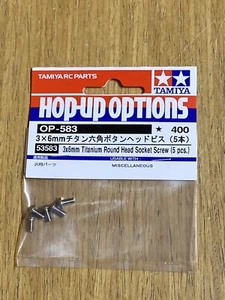 TAMIYA RC PARTS
TAMIYA
HOP-UP OPTIONS
OP-583
★ 400
3×6mmチタン六角ボタンヘッドビス (5本)
53583 3x6mm Titanium Round Head Socket Screw (5 pcs.)
USABLE WITH
MISCELLANEOUS